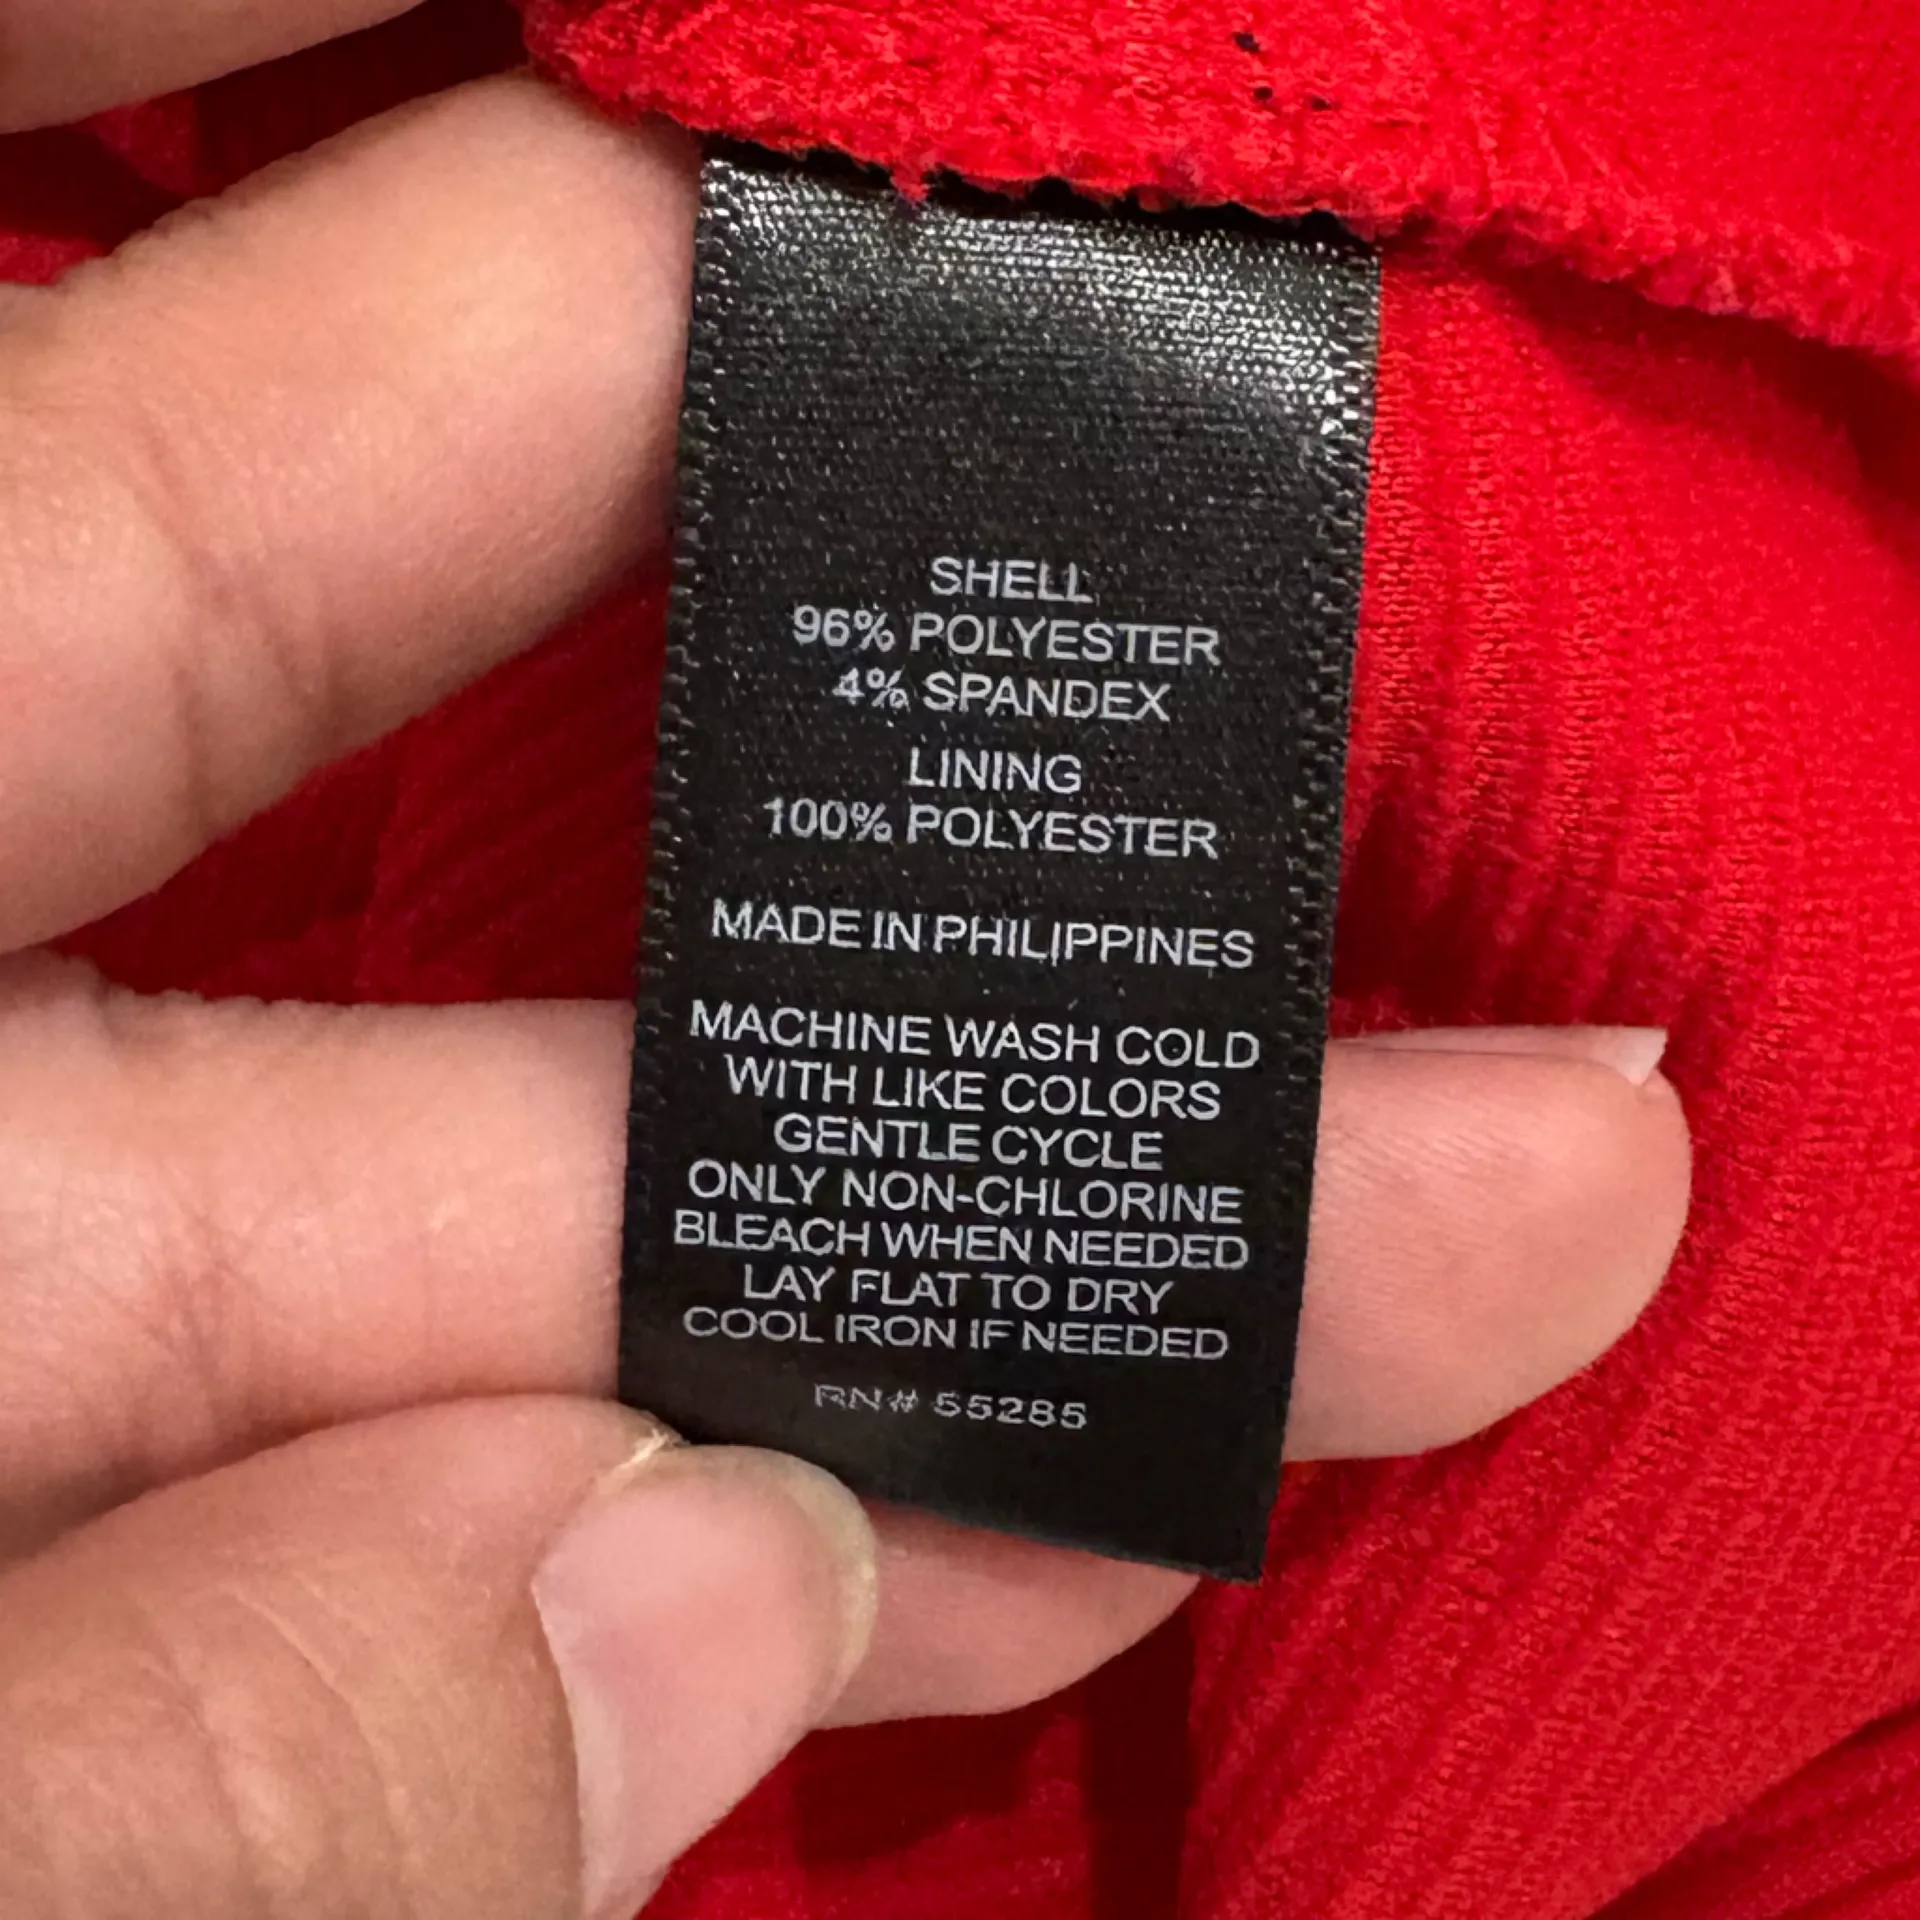 SHELL
96% POLYESTER
4% SPANDEX
LINING
100% POLYESTER
MADE IN PHILIPPINES
MACHINE WASH COLD
WITH LIKE COLORS
GENTLE CYCLE
ONLY NON-CHLORINE
BLEACH WHEN NEEDED
LAY FLAT TO DRY
COOL IRON IF NEEDED
RN# 55285